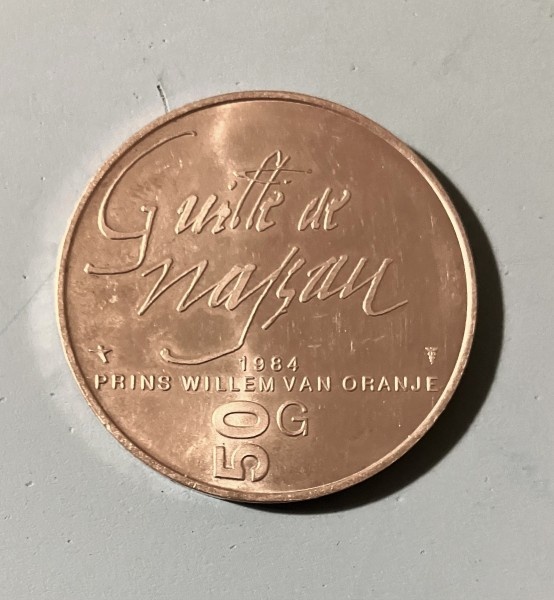 Guille de
nassau
1984
PRINS WILLEM VAN ORANJE
50 G